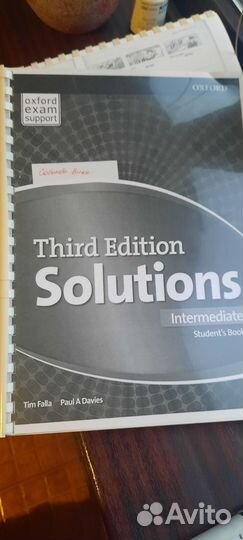 OXFORD
oxford
exam
support
Third Edition
Solutions
Intermediate
Student's Book
Tim Falla Paul A Davies
Avito